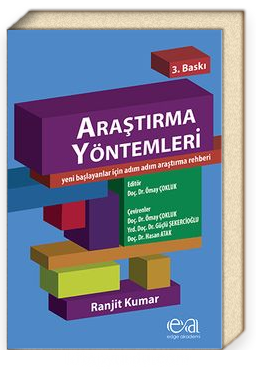 3. Baskı
ARAŞTIRMA
YÖNTEMLERİ
yeni başlayanlar için adım adım araştırma rehberi
Editör
Doç. Dr. Ömay ÇOKLUK
Çevirenler
Doç. Dr. Ömay ÇOKLUK
Yrd. Doç. Dr. Güçlü ŞEKERCİOĞLU
Doç. Dr. Hasan ATAK
Ranjit Kumar
edge akademi